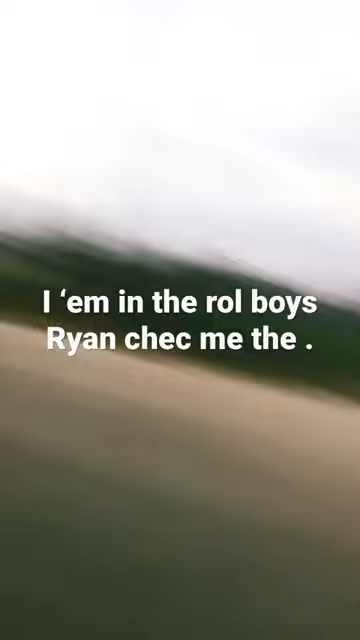 I ‘em in the rol boys
Ryan chec me the .